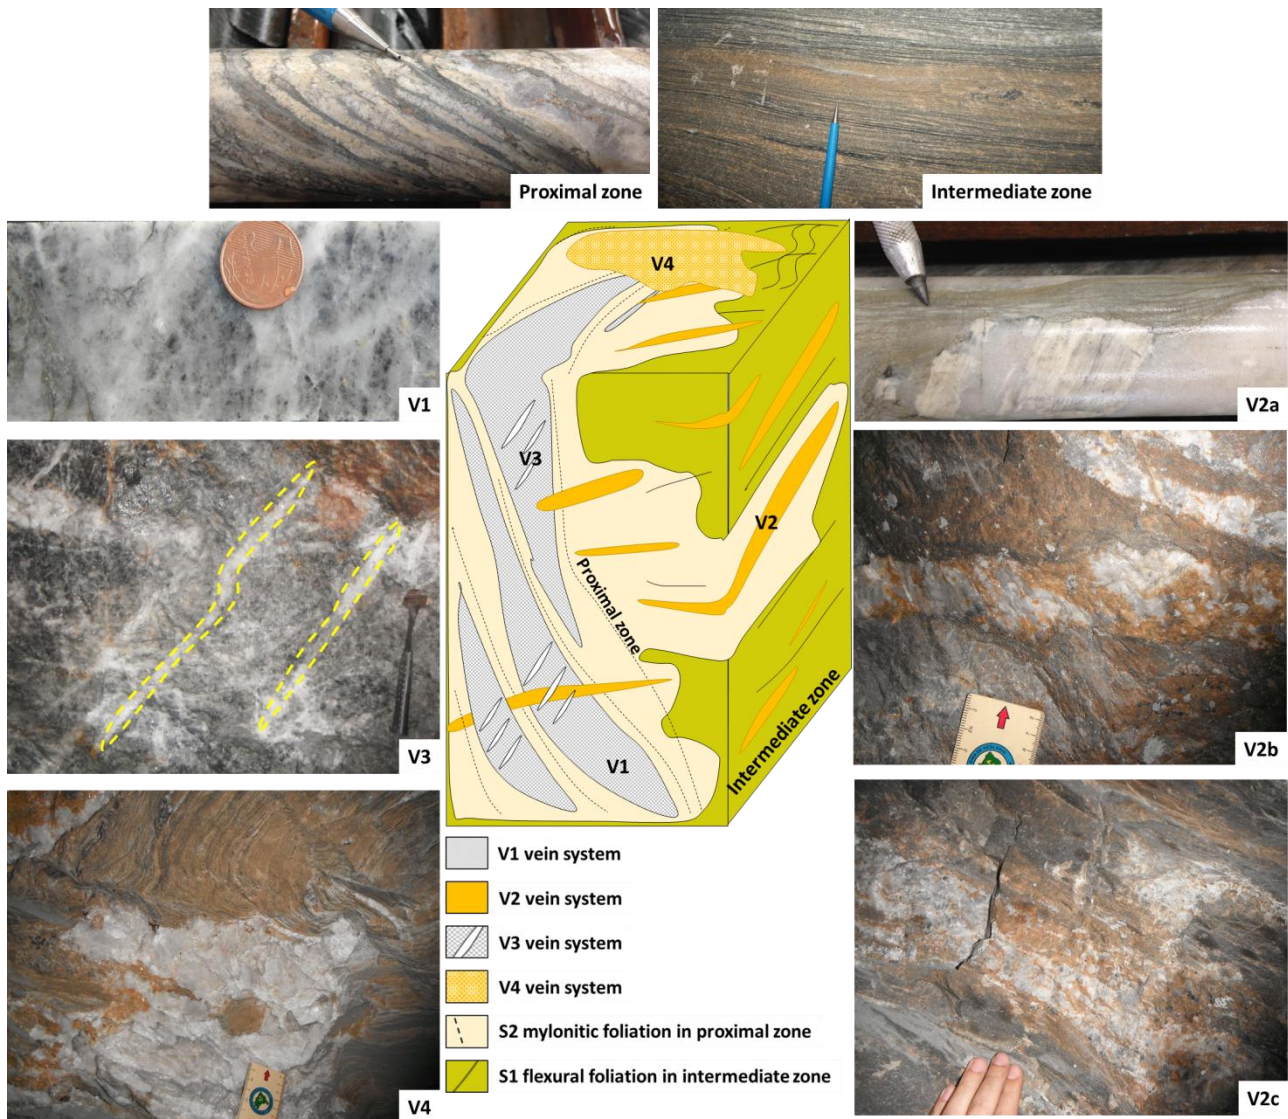 Proximal zone
Intermediate zone
V1
V4
V2a
V3
V2
Proximal zone
V3
V1
Intermediate zone
V2b
V1 vein system
V2 vein system
V3 vein system
V4 vein system
S2 mylonitic foliation in proximal zone
S1 flexural foliation in intermediate zone
V4
V2c